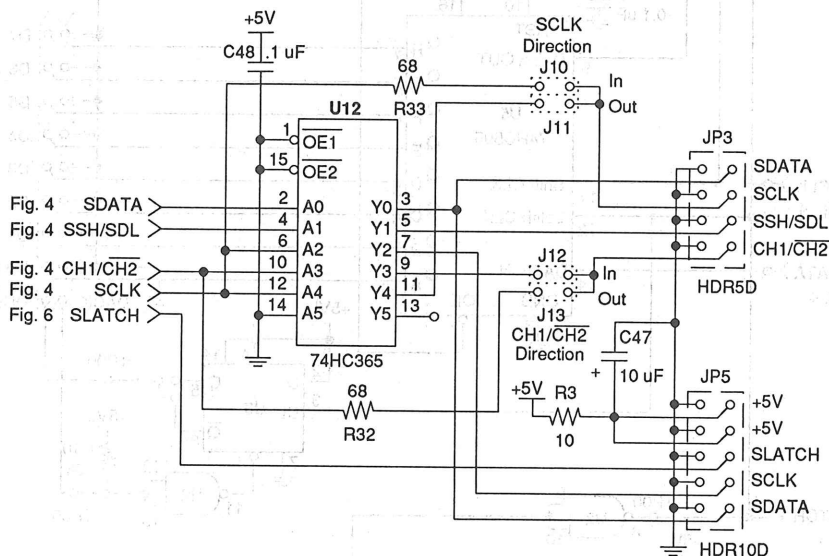 +5V
C48 .1 uF
SCLK
Direction
68
R33
J10
In
Out
J11
U12
1 OE1
15 OE2
JP3
SDATA
SCLK
SSH/SDL
CH1/CH2
HDR5D
Fig. 4 SDATA 2 A0 Y0 3
Fig. 4 SSH/SDL 4 A1 Y1 5
6 A2 Y2 7
Fig. 4 CH1/CH2 10 A3 Y3 9
Fig. 4 SCLK 12 A4 Y4 11
Fig. 6 SLATCH 14 A5 Y5 13
74HC365
J12
In
Out
J13
CH1/CH2
Direction
C47
+ 10 uF
68
R32
+5V R3
10
JP5
+5V
+5V
SLATCH
SCLK
SDATA
HDR10D